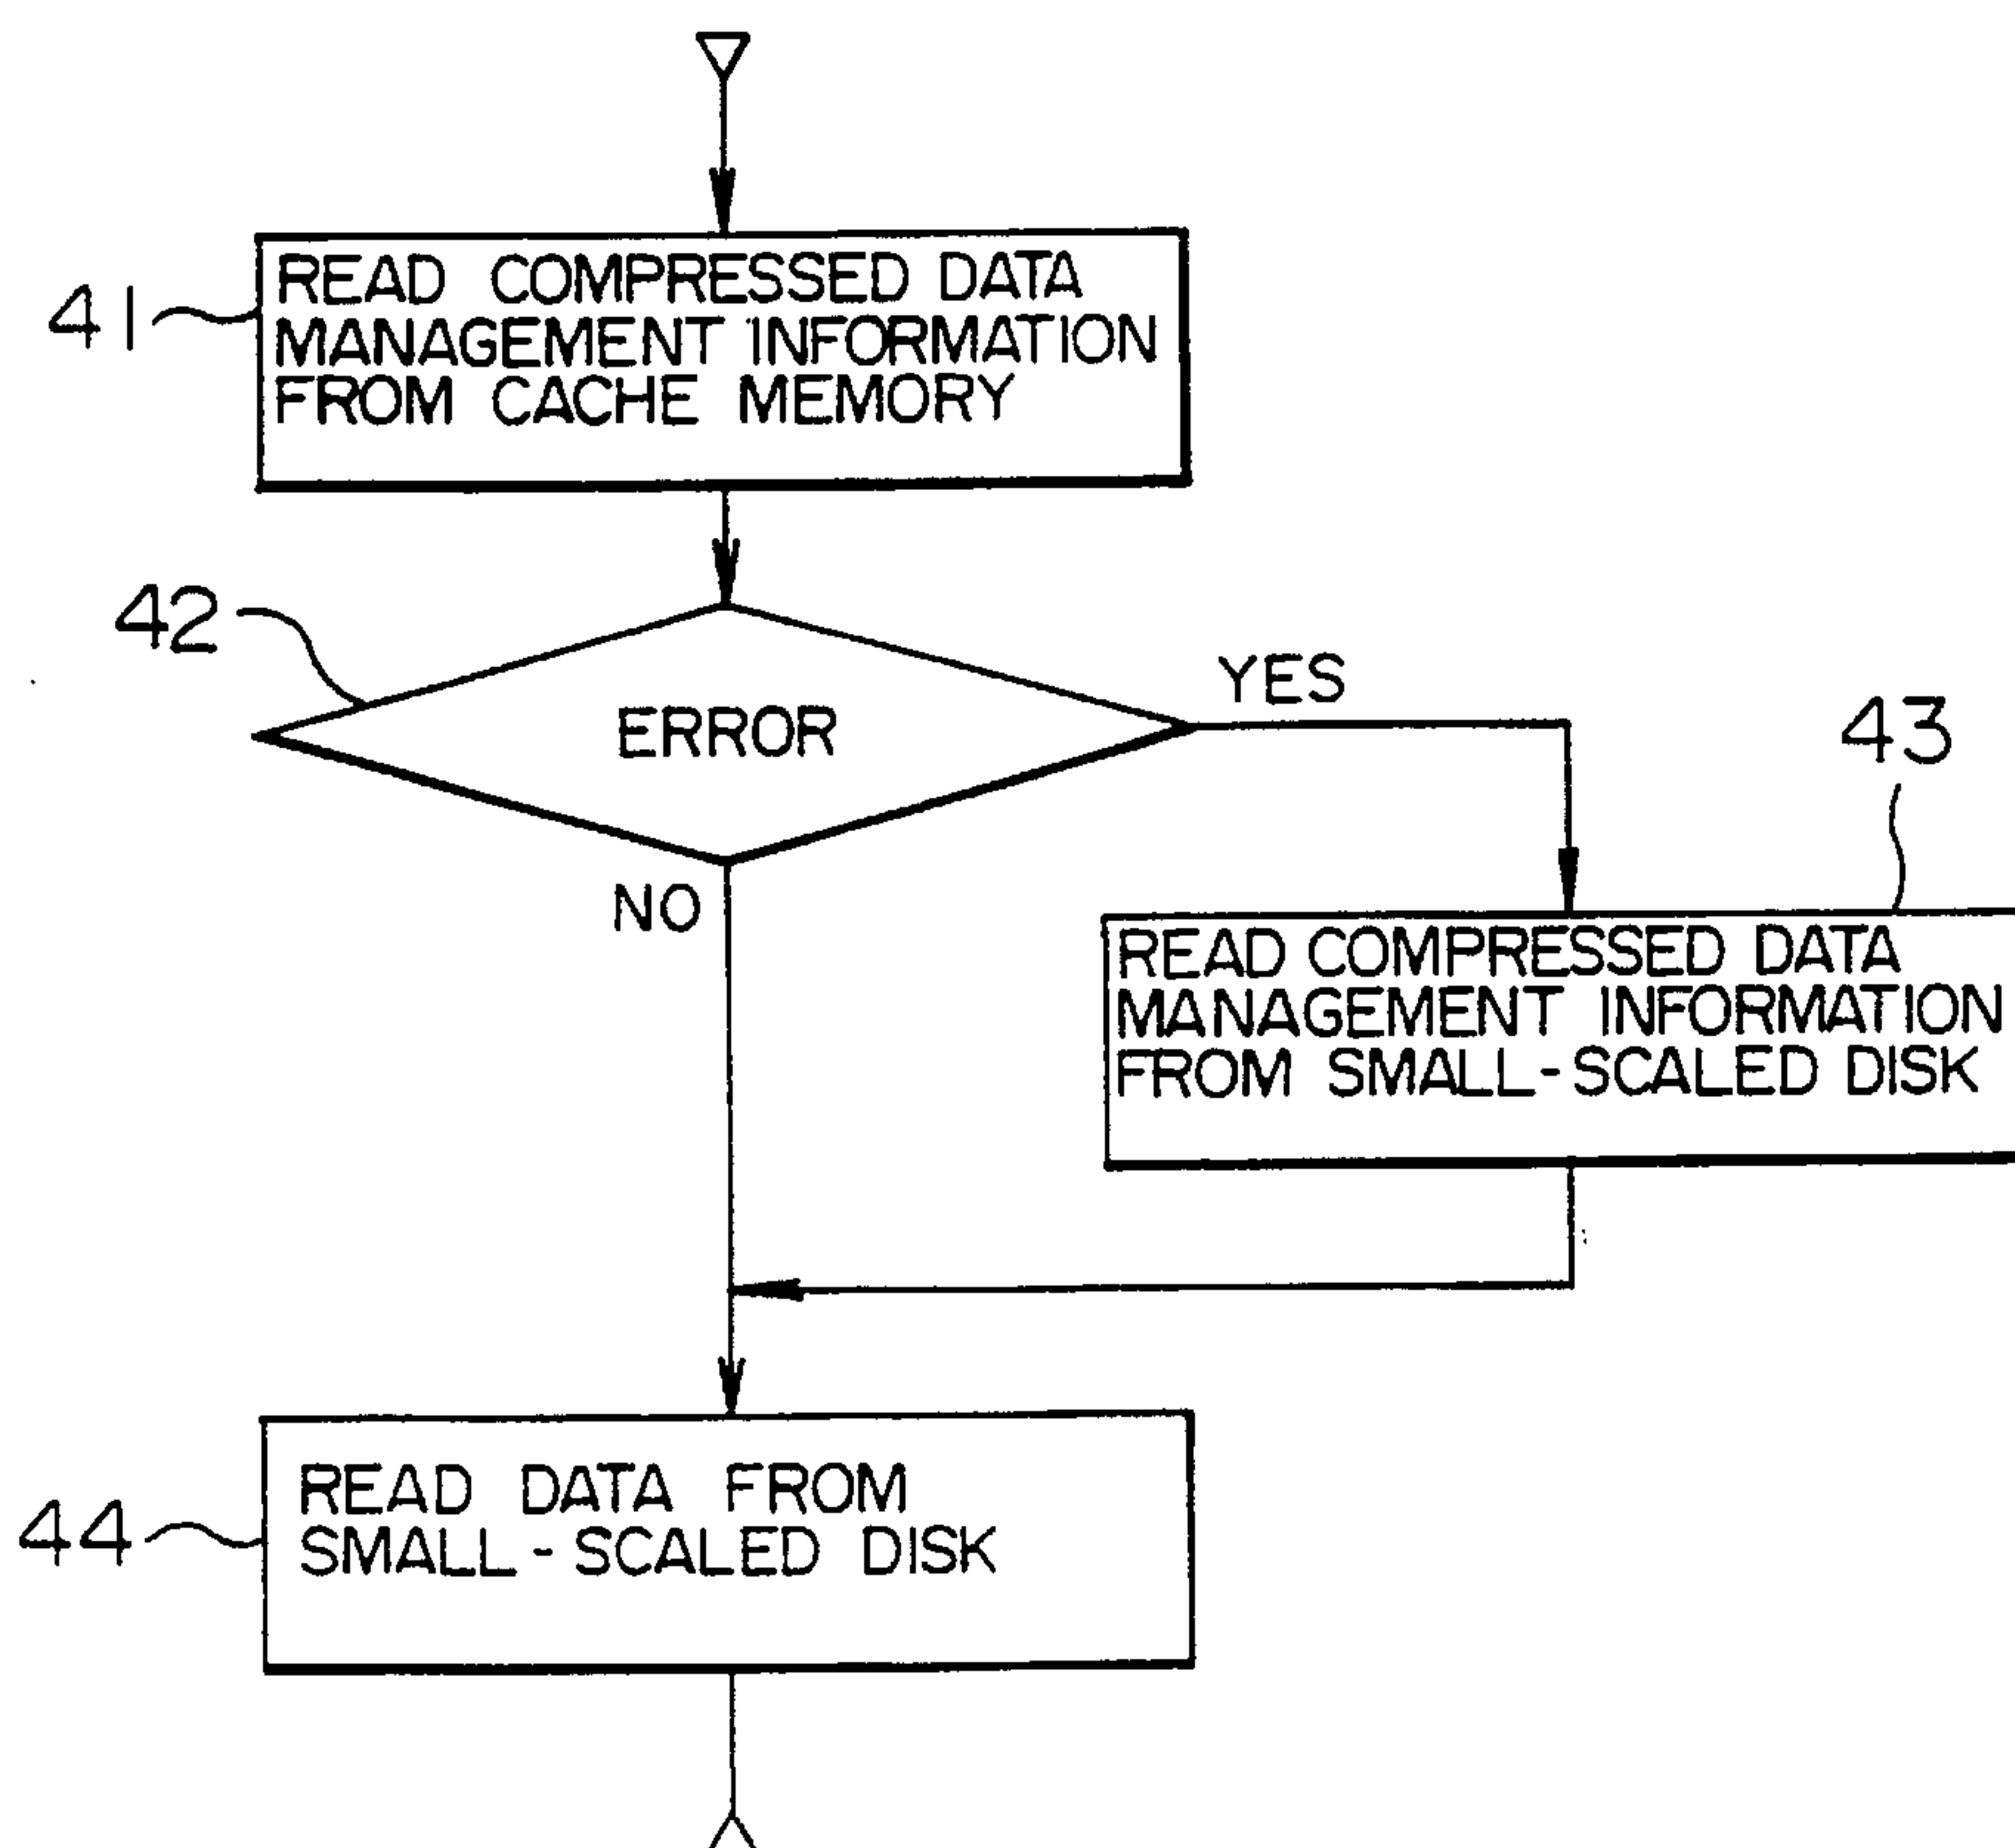 41
READ COMPRESSED DATA
MANAGEMENT INFORMATION
FROM CACHE MEMORY
42
ERROR
YES
NO
43
READ COMPRESSED DATA
MANAGEMENT INFORMATION
FROM SMALL-SCALED DISK
44
READ DATA FROM
SMALL-SCALED DISK